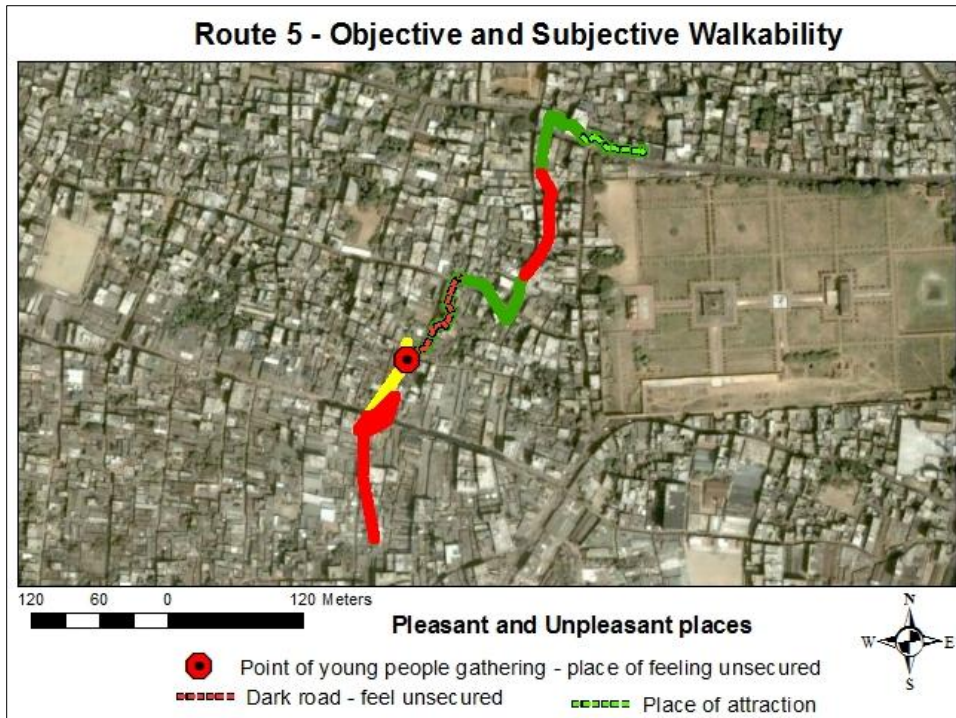 Route 5 - Objective and Subjective Walkability
120 60 0 120 Meters
Pleasant and Unpleasant places
N
W E
S
Point of young people gathering - place of feeling unsecured
Dark road - feel unsecured
Place of attraction